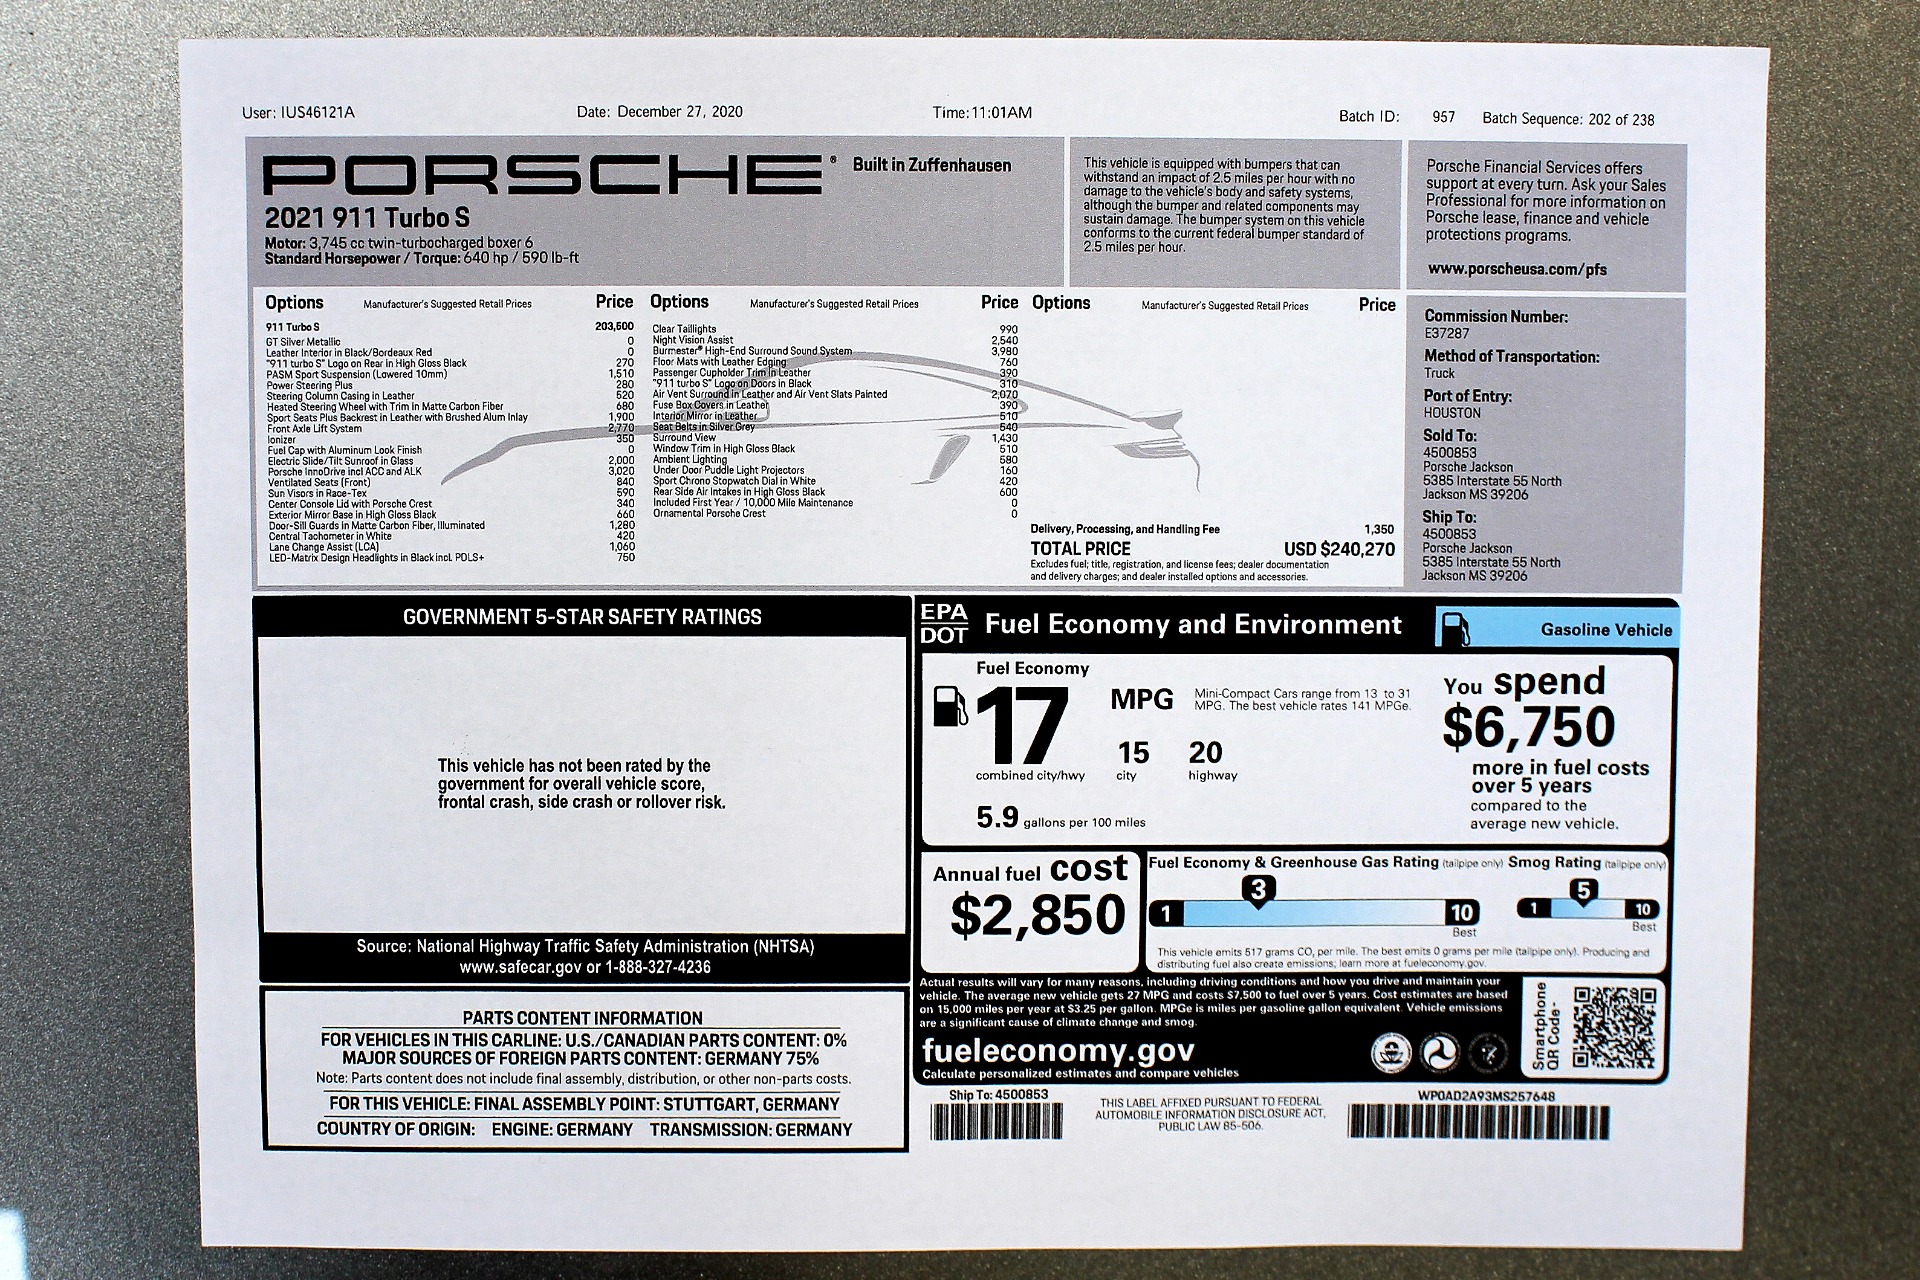 User: IUS46121A Date: December 27, 2020 Time: 11:01AM Batch ID: 957 Batch Sequence: 202 of 238
PORSCHE® Built in Zuffenhausen
2021 911 Turbo S
Motor: 3,745 cc twin-turbocharged boxer 6
Standard Horsepower / Torque: 640 hp / 590 lb-ft
This vehicle is equipped with bumpers that can
withstand an impact of 2.5 miles per hour with no
damage to the vehicle's body and safety systems,
although the bumper and related components may
sustain damage. The bumper system on this vehicle
conforms to the current federal bumper standard of
2.5 miles per hour.
Porsche Financial Services offers
support at every turn. Ask your Sales
Professional for more information on
Porsche lease, finance and vehicle
protections programs.
www.porscheusa.com/pfs
Options Manufacturer's Suggested Retail Prices Price
911 Turbo S 203,500
GT Silver Metallic 0
Leather Interior in Black/Bordeaux Red 0
"911 turbo S" Logo on Rear in High Gloss Black 270
PASM Sport Suspension (Lowered 10mm) 1,510
Power Steering Plus 280
Steering Column Casing in Leather 520
Heated Steering Wheel with Trim in Matte Carbon Fiber 680
Sport Seats Plus Backrest in Leather with Brushed Alum Inlay 1,900
Front Axle Lift System 2,770
Ionizer 350
Fuel Cap with Aluminum Look Finish 0
Electric Slide/Tilt Sunroof in Glass 2,000
Porsche InnoDrive incl ACC and ALK 3,020
Ventilated Seats (Front) 840
Sun Visors in Race-Tex 590
Center Console Lid with Porsche Crest 340
Exterior Mirror Base in High Gloss Black 660
Door-Sill Guards in Matte Carbon Fiber, Illuminated 1,280
Central Tachometer in White 420
Lane Change Assist (LCA) 1,060
LED-Matrix Design Headlights in Black incl. PDLS+ 750
Options Manufacturer's Suggested Retail Prices Price
Clear Taillights 990
Night Vision Assist 2,540
Burmester® High-End Surround Sound System 3,980
Floor Mats with Leather Edging 760
Passenger Cupholder Trim in Leather 390
"911 turbo S" Logo on Doors in Black 310
Air Vent Surround in Leather and Air Vent Slats Painted 2,070
Fuse Box Covers in Leather 390
Interior Mirror in Leather 510
Seat Belts in Silver Grey 540
Surround View 1,430
Window Trim in High Gloss Black 510
Ambient Lighting 580
Under Door Puddle Light Projectors 160
Sport Chrono Stopwatch Dial in White 420
Rear Side Air Intakes in High Gloss Black 600
Included First Year / 10,000 Mile Maintenance 0
Ornamental Porsche Crest 0
Options Manufacturer's Suggested Retail Prices Price
Delivery, Processing, and Handling Fee 1,350
TOTAL PRICE USD $240,270
Excludes fuel; title, registration, and license fees; dealer documentation
and delivery charges; and dealer installed options and accessories.
Commission Number:
E37287
Method of Transportation:
Truck
Port of Entry:
HOUSTON
Sold To:
4500853
Porsche Jackson
5385 Interstate 55 North
Jackson MS 39206
Ship To:
4500853
Porsche Jackson
5385 Interstate 55 North
Jackson MS 39206
GOVERNMENT 5-STAR SAFETY RATINGS
This vehicle has not been rated by the
government for overall vehicle score,
frontal crash, side crash or rollover risk.
Source: National Highway Traffic Safety Administration (NHTSA)
www.safecar.gov or 1-888-327-4236
PARTS CONTENT INFORMATION
FOR VEHICLES IN THIS CARLINE: U.S./CANADIAN PARTS CONTENT: 0%
MAJOR SOURCES OF FOREIGN PARTS CONTENT: GERMANY 75%
Note: Parts content does not include final assembly, distribution, or other non-parts costs.
FOR THIS VEHICLE: FINAL ASSEMBLY POINT: STUTTGART, GERMANY
COUNTRY OF ORIGIN: ENGINE: GERMANY TRANSMISSION: GERMANY
EPA
DOT
Fuel Economy and Environment
Gasoline Vehicle
Fuel Economy
17 MPG
combined city/hwy
15 city
20 highway
5.9 gallons per 100 miles
Mini-Compact Cars range from 13 to 31
MPG. The best vehicle rates 141 MPGe.
You spend
$6,750
more in fuel costs
over 5 years
compared to the
average new vehicle.
Annual fuel cost
$2,850
Fuel Economy & Greenhouse Gas Rating (tailpipe only)
3
1 10
Best
Smog Rating (tailpipe only)
5
1 10
Best
This vehicle emits 517 grams CO2 per mile. The best emits 0 grams per mile (tailpipe only). Producing and
distributing fuel also create emissions; learn more at fueleconomy.gov.
Actual results will vary for many reasons, including driving conditions and how you drive and maintain your
vehicle. The average new vehicle gets 27 MPG and costs $7,500 to fuel over 5 years. Cost estimates are based
on 15,000 miles per year at $3.25 per gallon. MPGe is miles per gasoline gallon equivalent. Vehicle emissions
are a significant cause of climate change and smog.
fueleconomy.gov
Calculate personalized estimates and compare vehicles
Smartphone
QR Code
Ship To: 4500853
THIS LABEL AFFIXED PURSUANT TO FEDERAL
AUTOMOBILE INFORMATION DISCLOSURE ACT,
PUBLIC LAW 85-506.
WP0AD2A93MS257648